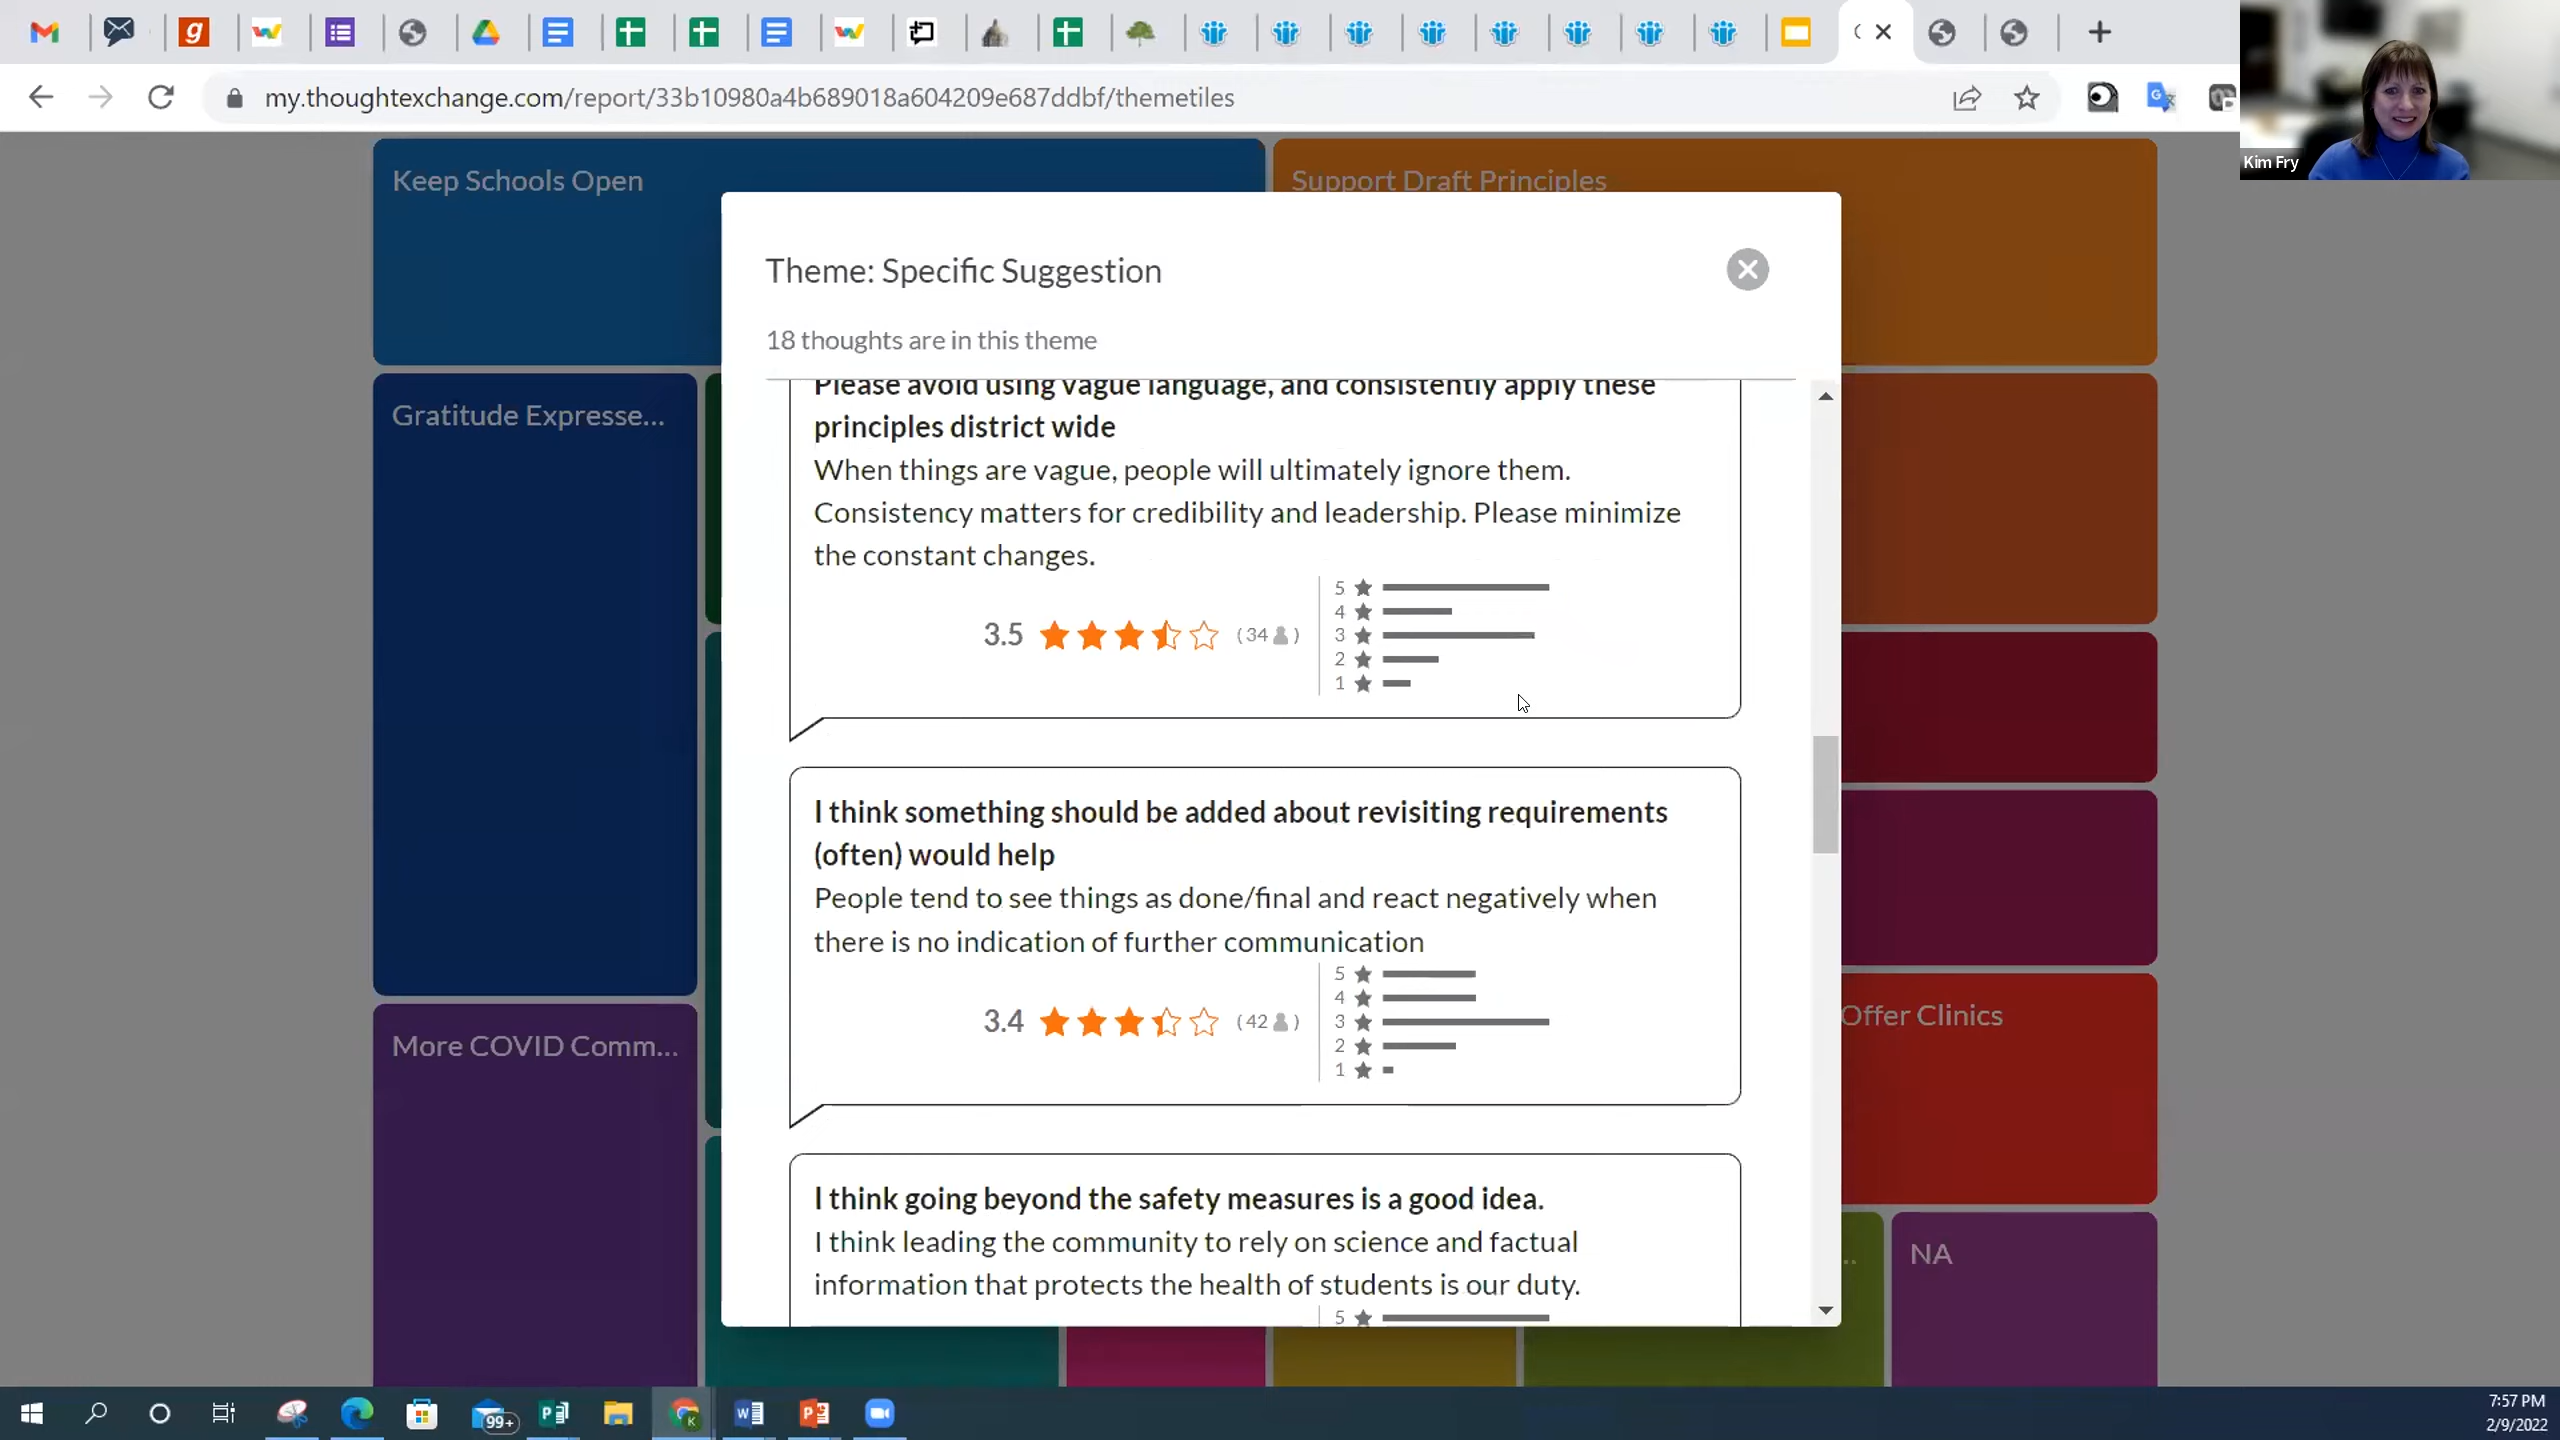 my.thoughtexchange.com/report/33b10980a4b689018a604209e687ddbf/themetiles
Kim Fry
Keep Schools Open
Support Draft Principles
Gratitude Expresse...
More COVID Comm...
Offer Clinics
..
NA
Theme: Specific Suggestion
18 thoughts are in this theme
Please avoid using vague language, and consistently apply these
principles district wide
When things are vague, people will ultimately ignore them.
Consistency matters for credibility and leadership. Please minimize
the constant changes.
3.5
(34)
5
4
3
2
1
I think something should be added about revisiting requirements
(often) would help
People tend to see things as done/final and react negatively when
there is no indication of further communication
3.4
(42)
5
4
3
2
1
I think going beyond the safety measures is a good idea.
I think leading the community to rely on science and factual
information that protects the health of students is our duty.
5
99+
7:57 PM
2/9/2022